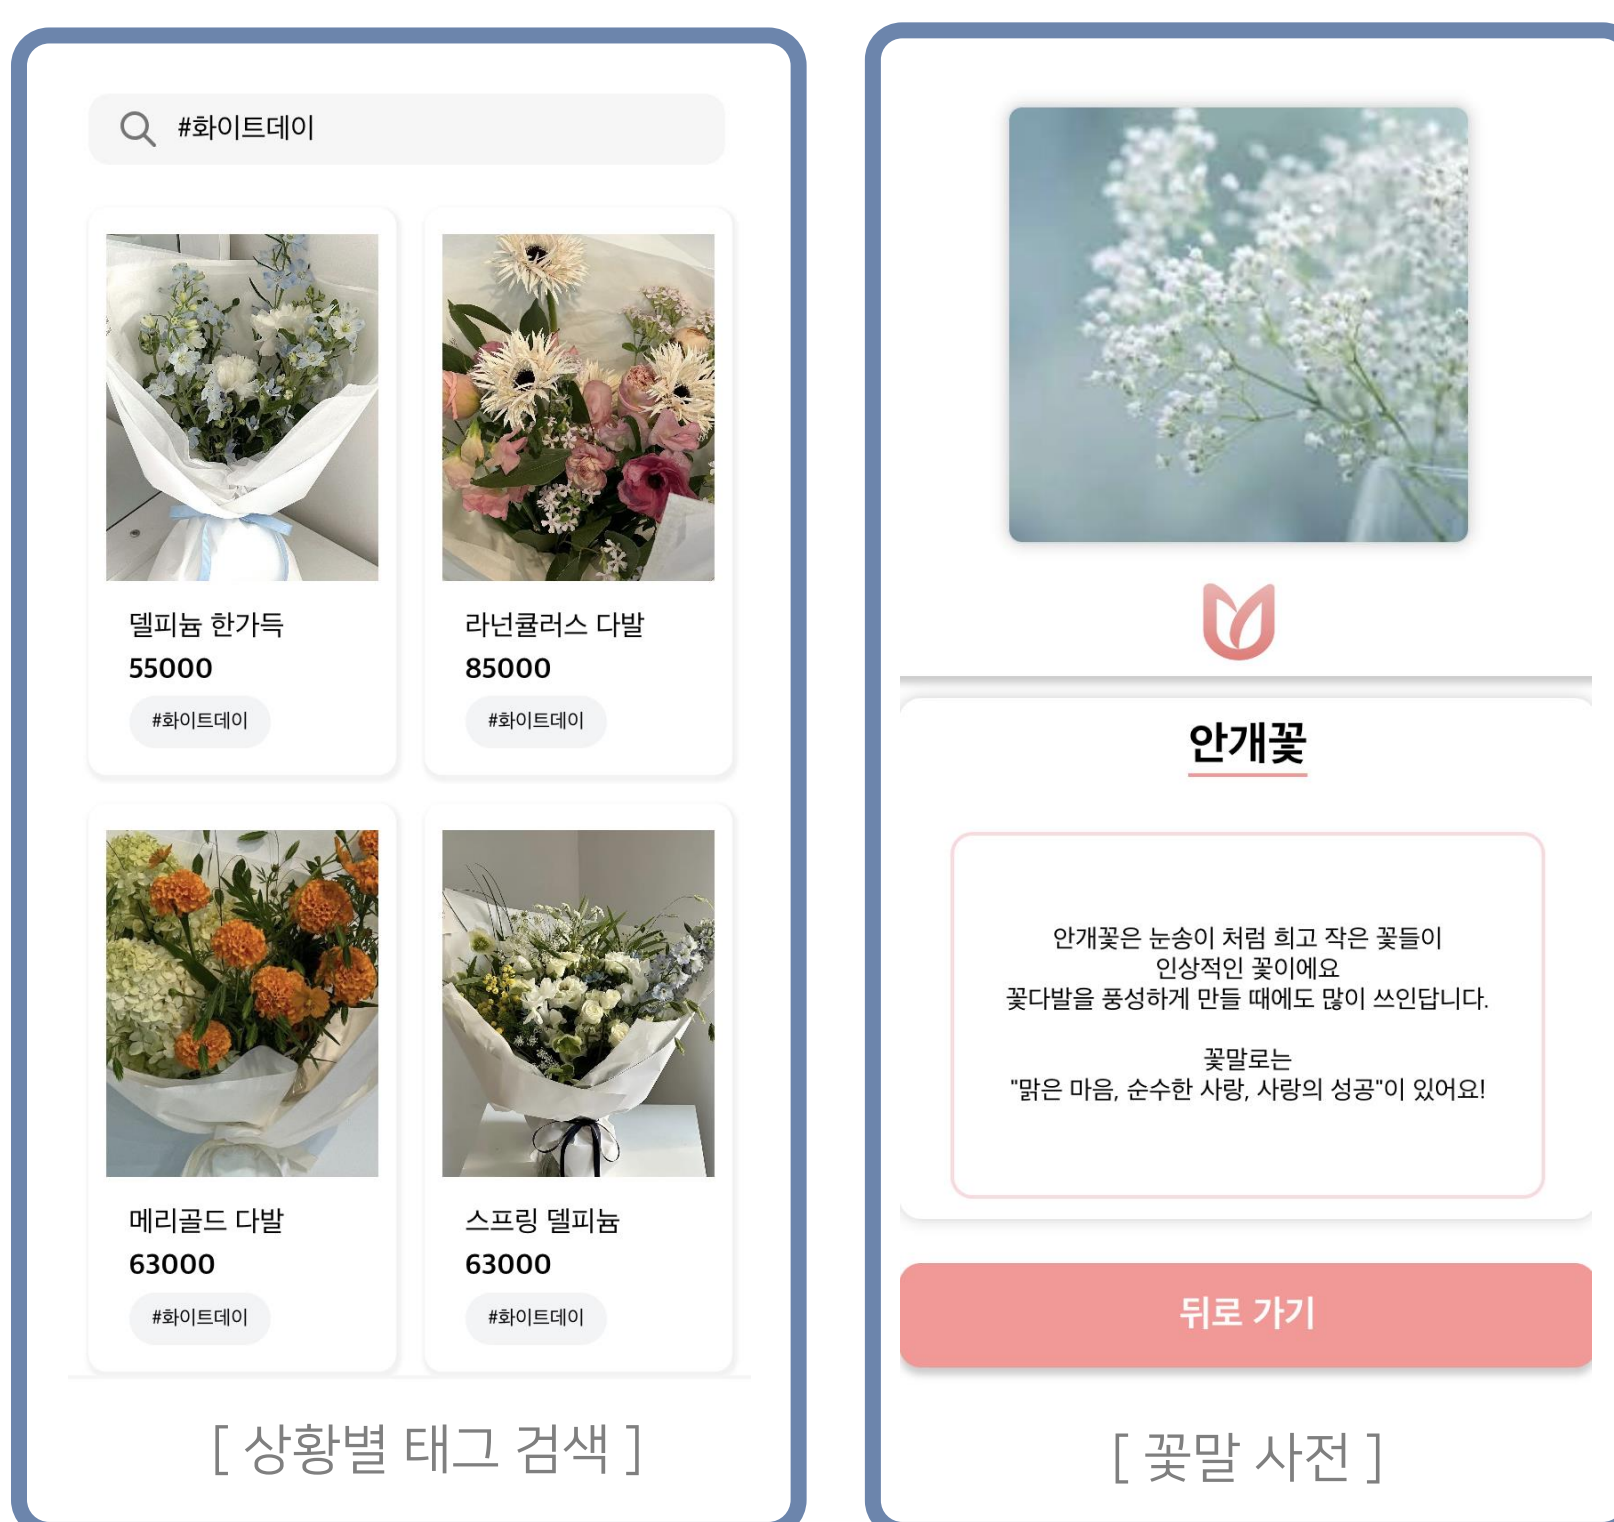 #화이트데이
델피늄 한가득
55000
#화이트데이
라넌큘러스 다발
85000
#화이트데이
메리골드 다발
63000
#화이트데이
스프링 델피늄
63000
#화이트데이
[ 상황별 태그 검색 ]
안개꽃
안개꽃은 눈송이 처럼 희고 작은 꽃들이
인상적인 꽃이에요
꽃다발을 풍성하게 만들 때에도 많이 쓰인답니다.
꽃말로는
"맑은 마음, 순수한 사랑, 사랑의 성공"이 있어요!
뒤로 가기
[ 꽃말 사전 ]